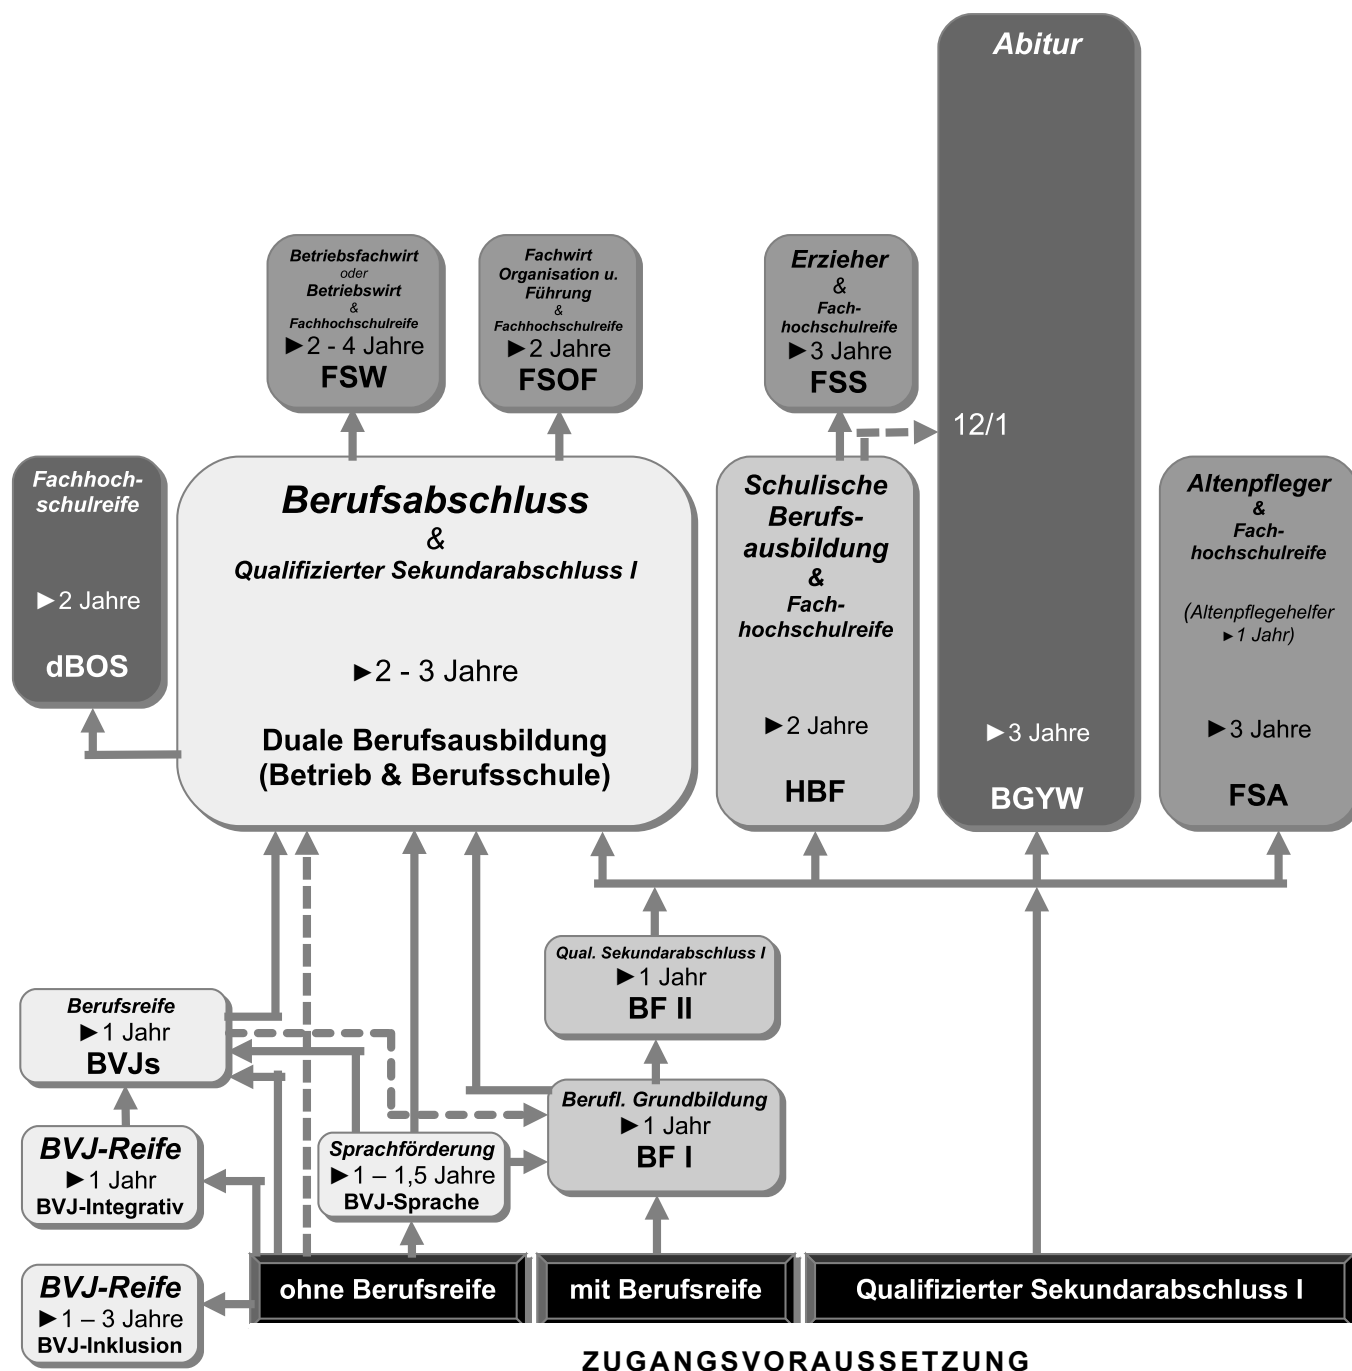 Abitur
Betriebsfachwirt
oder
Betriebswirt
&
Fachhochschulreife
►2 - 4 Jahre
FSW
Fachwirt
Organisation u.
Führung
&
Fachhochschulreife
►2 Jahre
FSOF
Erzieher
&
Fach-
hochschulreife
►3 Jahre
FSS
12/1
Fachhoch-
schulreife
►2 Jahre
dBOS
Berufsabschluss
&
Qualifizierter Sekundarabschluss I
►2 - 3 Jahre
Duale Berufsausbildung
(Betrieb & Berufsschule)
Schulische
Berufs-
ausbildung
&
Fach-
hochschulreife
►2 Jahre
HBF
►3 Jahre
BGYW
Altenpfleger
&
Fach-
hochschulreife
(Altenpflegehelfer
►1 Jahr)
►3 Jahre
FSA
Qual. Sekundarabschluss I
►1 Jahr
BF II
Berufsreife
►1 Jahr
BVJs
Berufl. Grundbildung
►1 Jahr
BF I
BVJ-Reife
►1 Jahr
BVJ-Integrativ
Sprachförderung
►1 – 1,5 Jahre
BVJ-Sprache
BVJ-Reife
►1 – 3 Jahre
BVJ-Inklusion
ohne Berufsreife
mit Berufsreife
Qualifizierter Sekundarabschluss I
ZUGANGSVORAUSSETZUNG